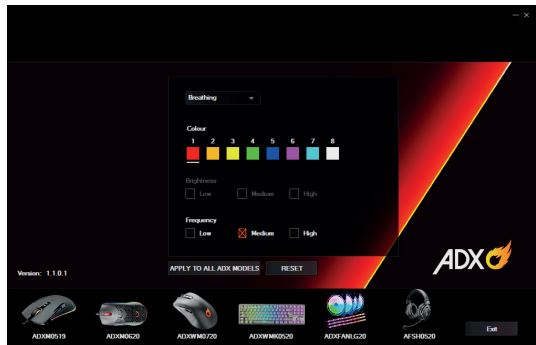 Breathing
Colour
1 2 3 4 5 6 7 8
Brightness
Low Medium High
Frequency
Low Medium High
APPLY TO ALL ADX MODELS RESET
ADX
Version: 1.1.0.1
ADXM0519 ADXM0620 ADXWM0720 ADXWMK0520 ADXFANLG20 AFSH0520 Exit